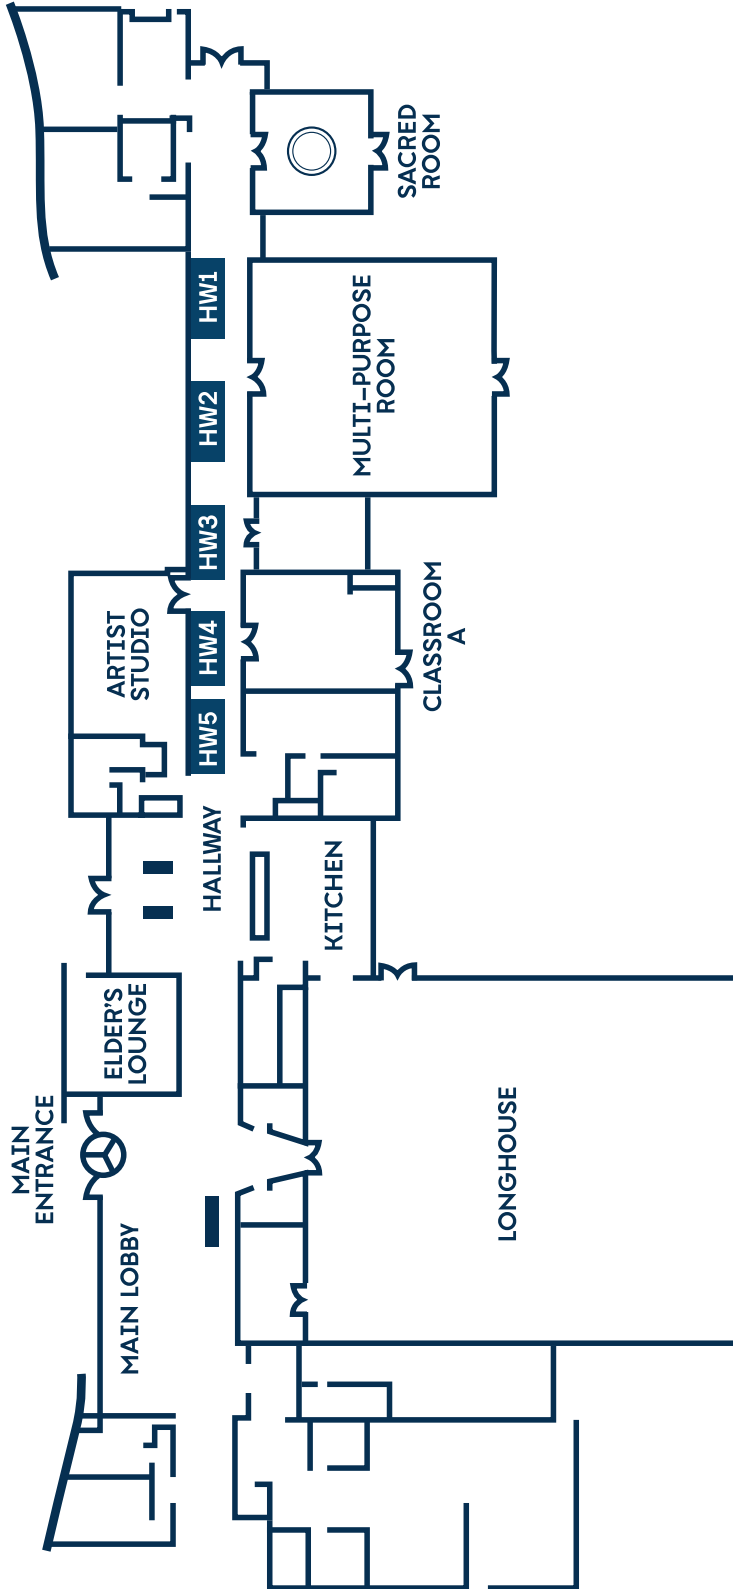 SACRED
ROOM
HW1
MULTI-PURPOSE
ROOM
HW2
HW3
ARTIST
STUDIO
HW4
CLASSROOM
A
HW5
HALLWAY
KITCHEN
ELDER'S
LOUNGE
MAIN
ENTRANCE
LONGHOUSE
MAIN LOBBY